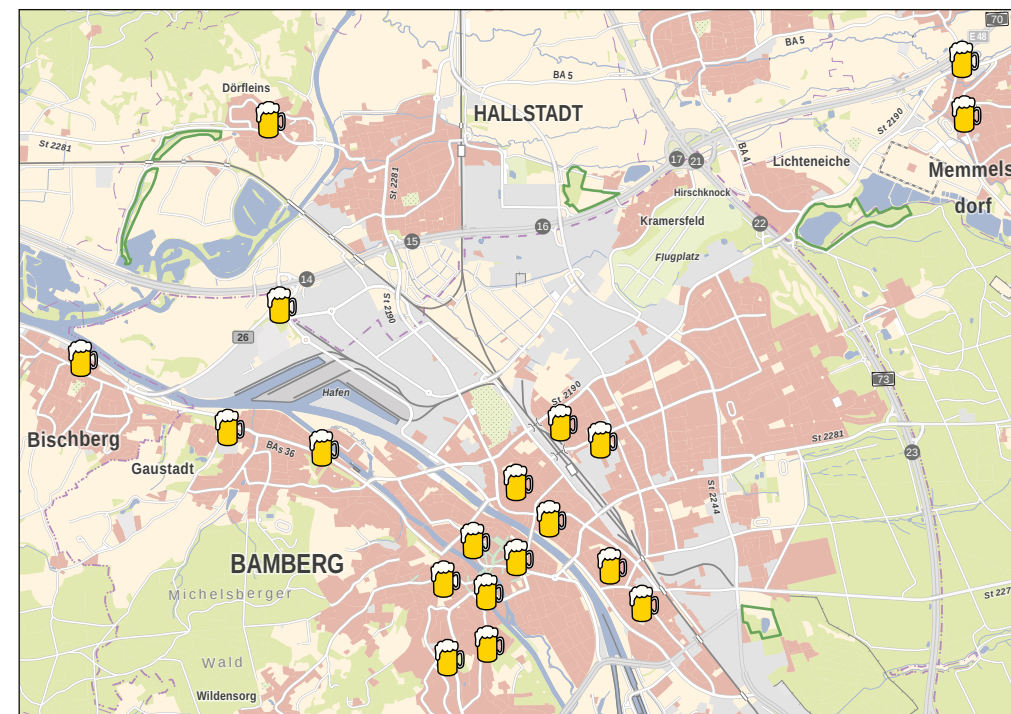 70
E 48
BA 5
BA 5
Dörfleins
HALLSTADT
St 2190
St 2281
BA 4
17
21
Lichteneiche
Memmels
dorf
St 2281
Hirschknock
Kramersfeld
22
16
15
Flugplatz
14
St 2190
26
73
Hafen
St 2190
Bischberg
BAs 36
St 2281
23
Gaustadt
St 2244
BAMBERG
Michelsberger
St 227
Wald
Wildensorg